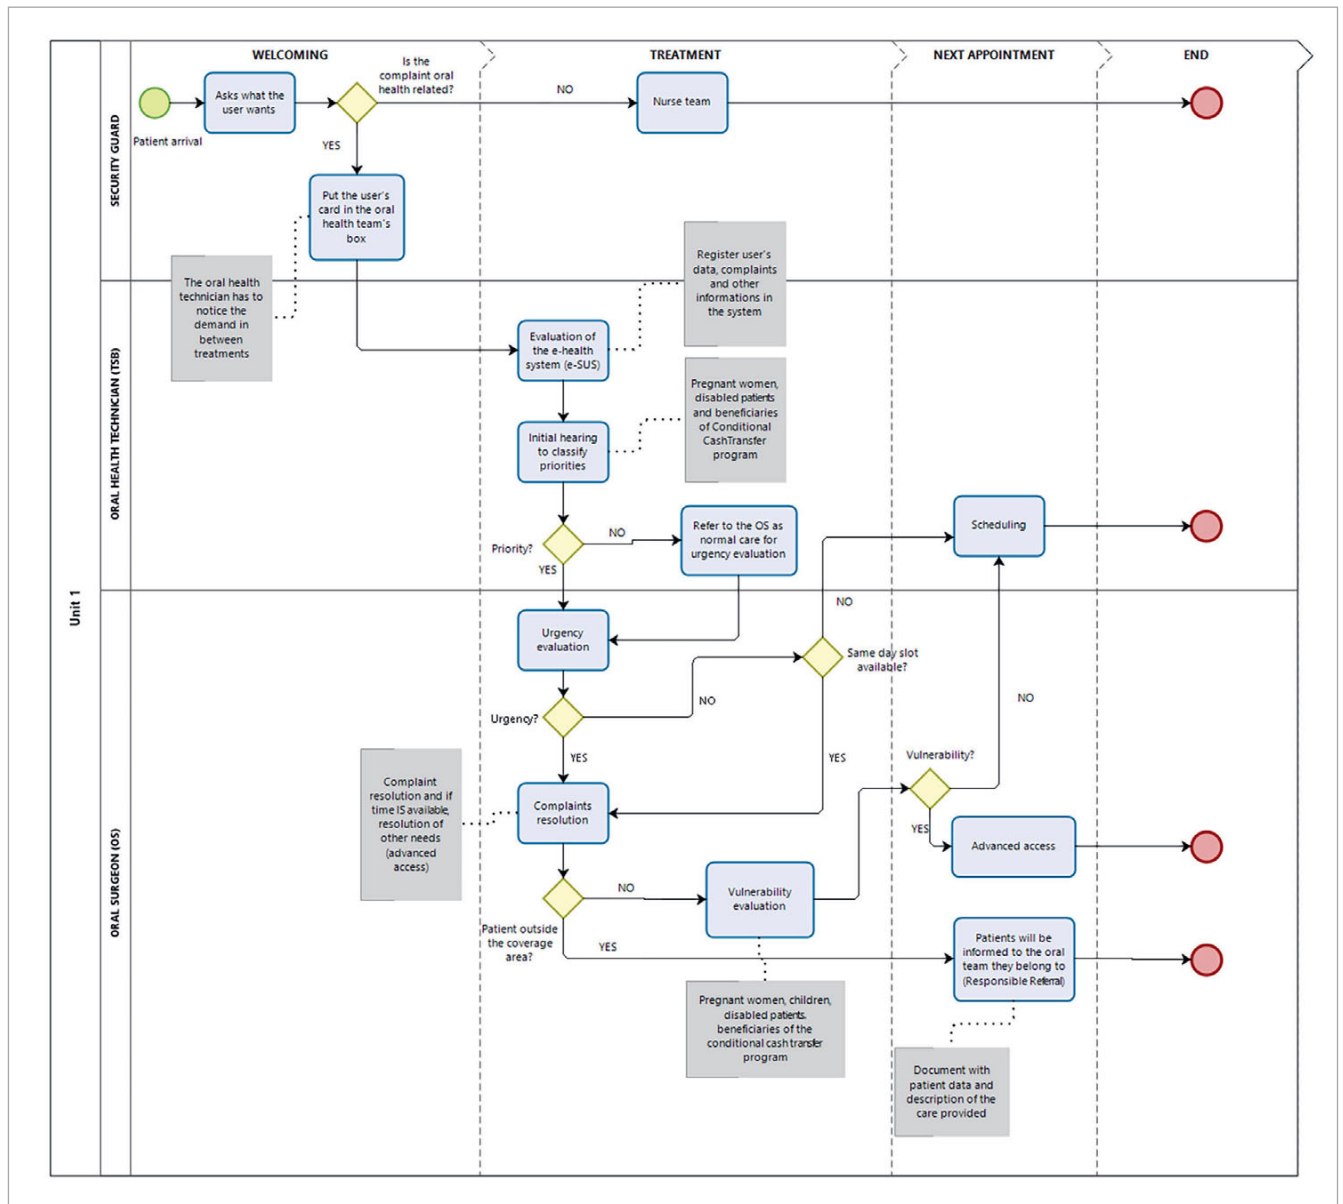 WELCOMING
TREATMENT
NEXT APPOINTMENT
END
Unit 1
SECURITY GUARD
Patient arrival
Asks what the
user wants
Is the
complaint oral
health related?
NO
Nurse team
YES
Put the user's
card in the oral
health team's
box
The oral health
technician has to
notice the
demand in
between
treatments
Register user's
data, complaints
and other
informations in
the system
ORAL HEALTH TECHNICIAN (TSB)
Evaluation of
the e-health
system (e-SUS)
Pregnant women,
disabled patients
and beneficiaries
of Conditional
CashTransfer
program
Initial hearing
to classify
priorities
Priority?
NO
YES
Refer to the OS as
normal care for
urgency evaluation
Scheduling
ORAL SURGEON (OS)
Urgency
evaluation
NO
Same day slot
available?
Urgency?
NO
YES
YES
NO
Complaint
resolution and if
time IS available,
resolution of
other needs
(advanced
access)
Complaints
resolution
Vulnerability?
YES
Advanced access
Patient outside
the coverage
area?
NO
YES
Vulnerability
evaluation
Patients will be
informed to the oral
team they belong to
(Responsible Referral)
Pregnant women, children,
disabled patients.
beneficiaries of the
conditional cash transfer
program
Document with
patient data and
description of the
care provided